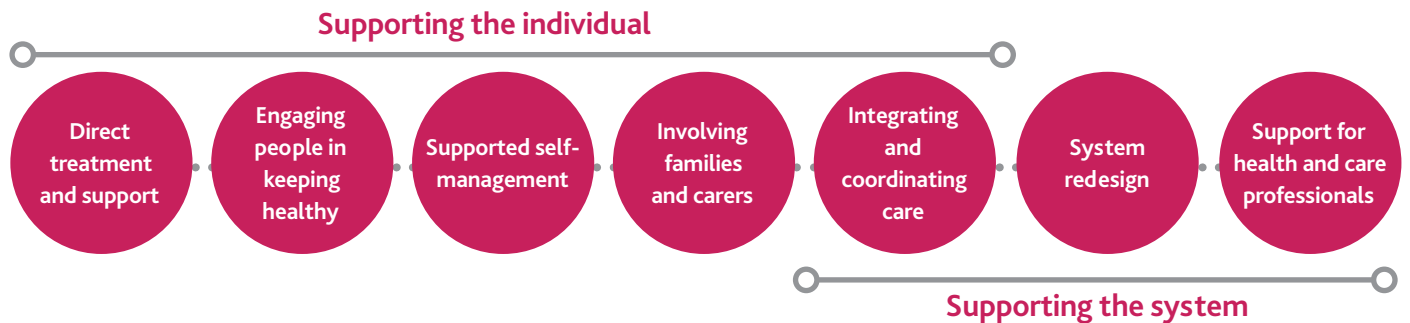 Supporting the individual
Direct
treatment
and support
Engaging
people in
keeping
healthy
Supported self-
management
Involving
families
and carers
Integrating
and
coordinating
care
System
redesign
Support for
health and care
professionals
Supporting the system